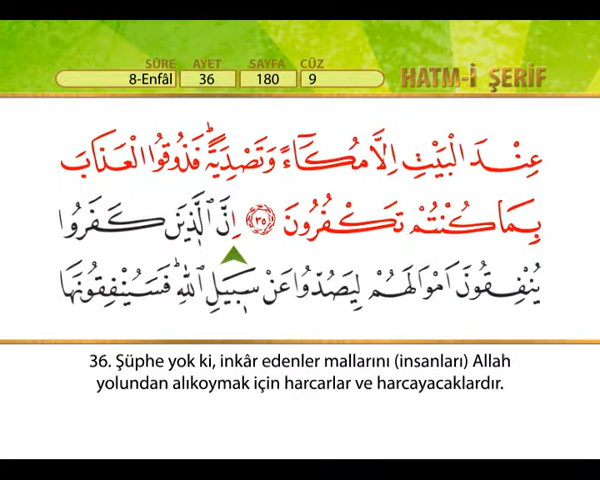 SÛRE AYET SAYFA CÜZ
8-Enfâl 36 180 9
HATM-İ ŞERİF
عِنْدَ الْبَيْتِ اِلَّا مُكَٓاءً وَتَصْدِيَةًۜ فَذُوقُوا الْعَذَابَ
بِمَا كُنْتُمْ تَكْفُرُونَ ﴿٣٥﴾ اِنَّ الَّذ۪ينَ كَفَرُوا
يُنْفِقُونَ اَمْوَالَهُمْ لِيَصُدُّوا عَنْ سَب۪يلِ اللّٰهِۜ فَسَيُنْفِقُونَهَا
36. Şüphe yok ki, inkâr edenler mallarını (insanları) Allah
yolundan alıkoymak için harcarlar ve harcayacaklardır.